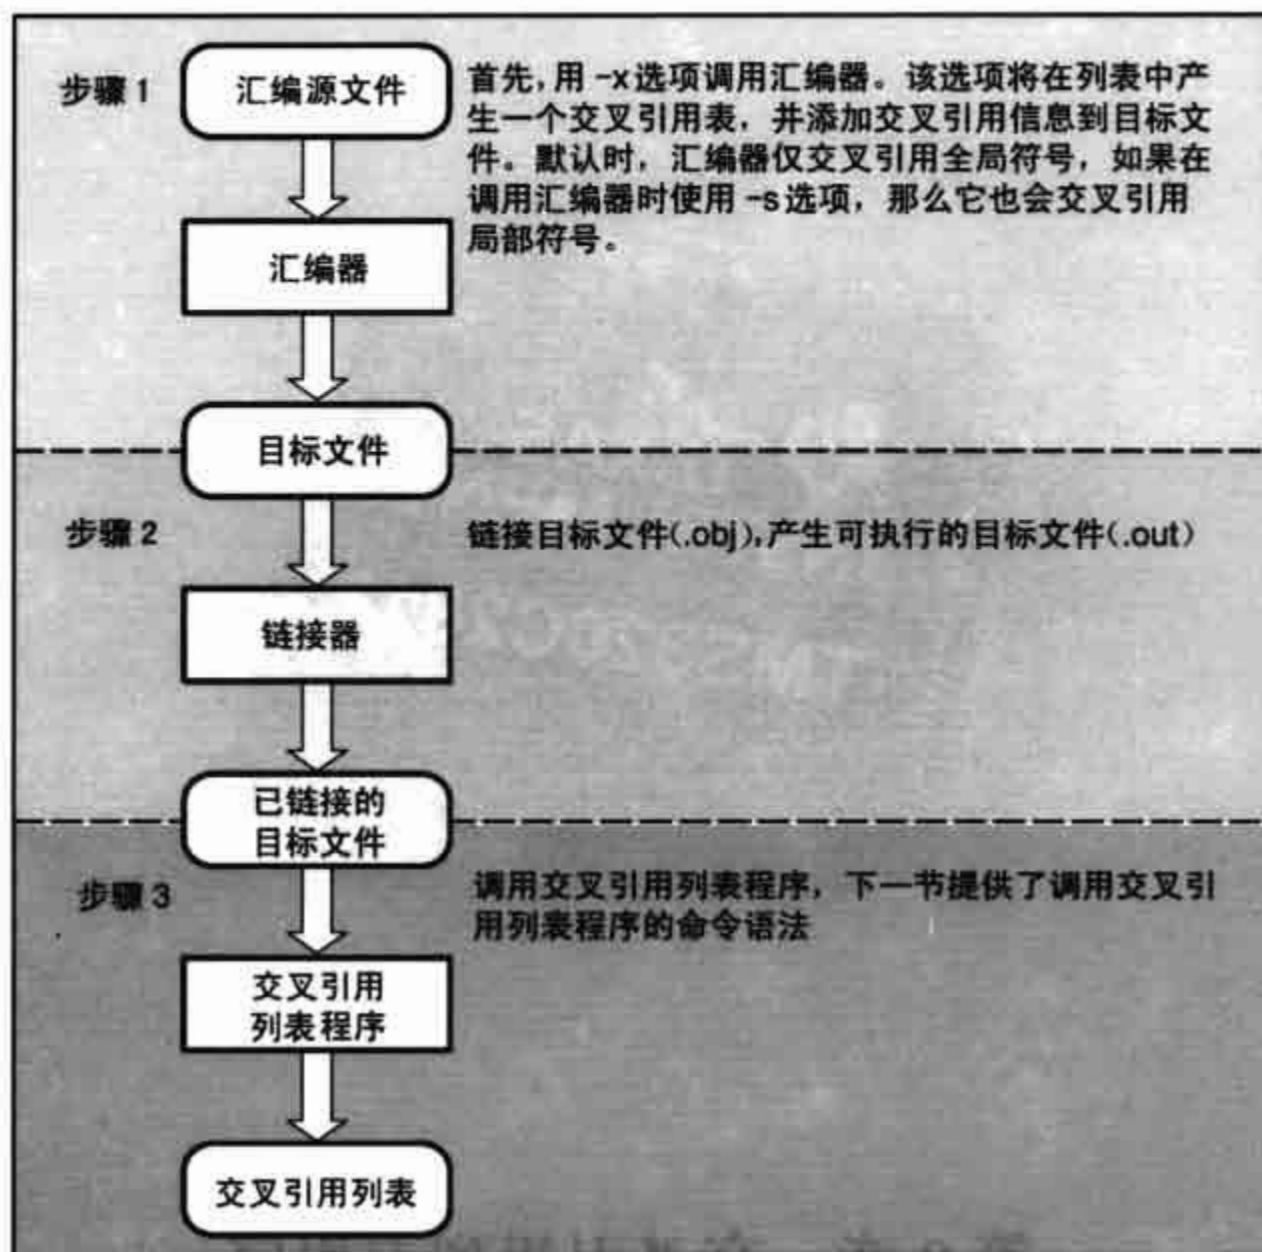 步骤 1
汇编源文件
首先,用 -x选项调用汇编器。该选项将在列表中产
生一个交叉引用表，并添加交叉引用信息到目标文
件。默认时，汇编器仅交叉引用全局符号，如果在
调用汇编器时使用 -s选项，那么它也会交叉引用
局部符号。
汇编器
目标文件
步骤 2
链接目标文件(.obj),产生可执行的目标文件(.out)
链接器
已链接的
目标文件
步骤 3
调用交叉引用列表程序，下一节提供了调用交叉引
用列表程序的命令语法
交叉引用
列表程序
交叉引用列表